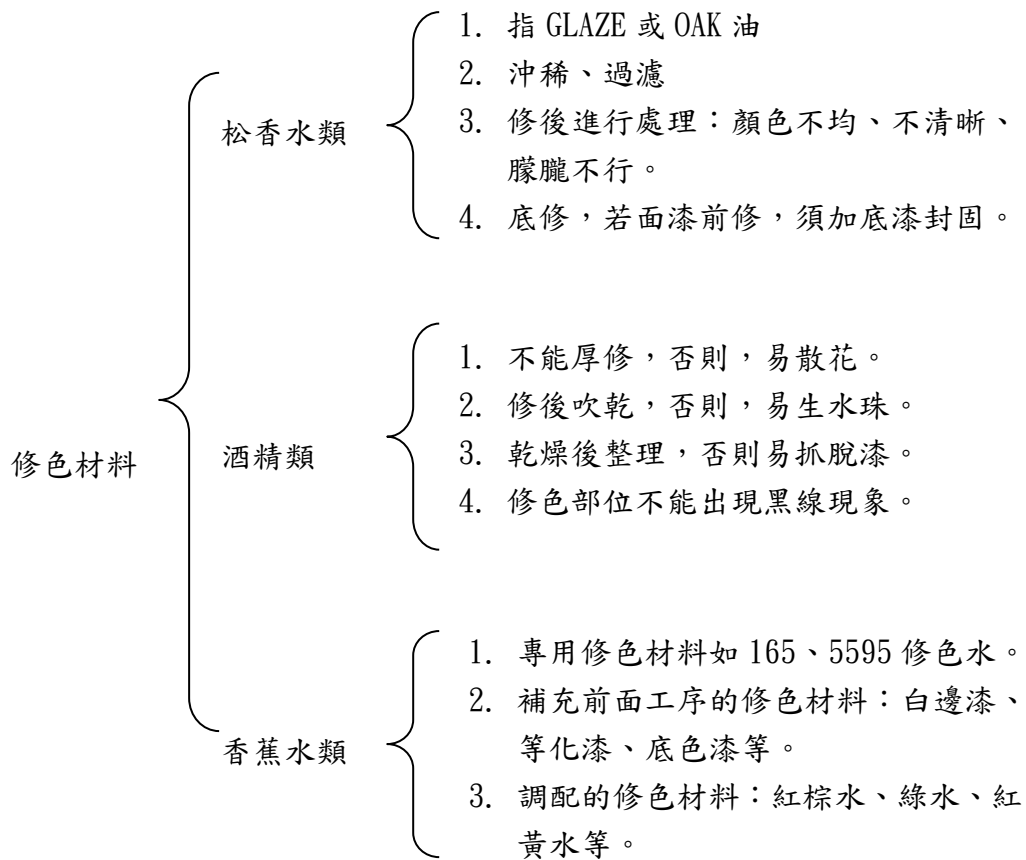 修色材料
松香水類
1. 指 GLAZE 或 OAK 油
2. 沖稀、過濾
3. 修後進行處理：顏色不均、不清晰、
朦朧不行。
4. 底修，若面漆前修，須加底漆封固。
酒精類
1. 不能厚修，否則，易散花。
2. 修後吹乾，否則，易生水珠。
3. 乾燥後整理，否則易抓脫漆。
4. 修色部位不能出現黑線現象。
香蕉水類
1. 專用修色材料如 165、5595 修色水。
2. 補充前面工序的修色材料：白邊漆、
等化漆、底色漆等。
3. 調配的修色材料：紅棕水、綠水、紅
黃水等。